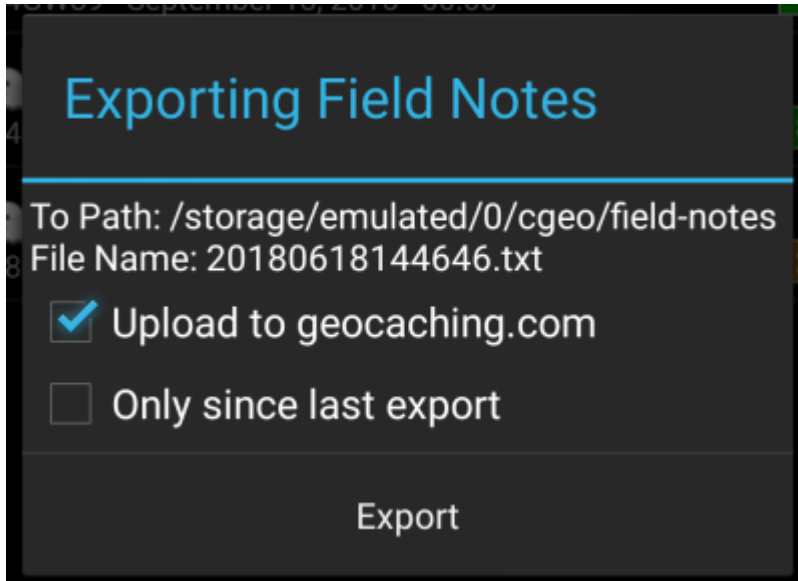 Exporting Field Notes
To Path: /storage/emulated/0/cgeo/field-notes
File Name: 20180618144646.txt
Upload to geocaching.com
Only since last export
Export